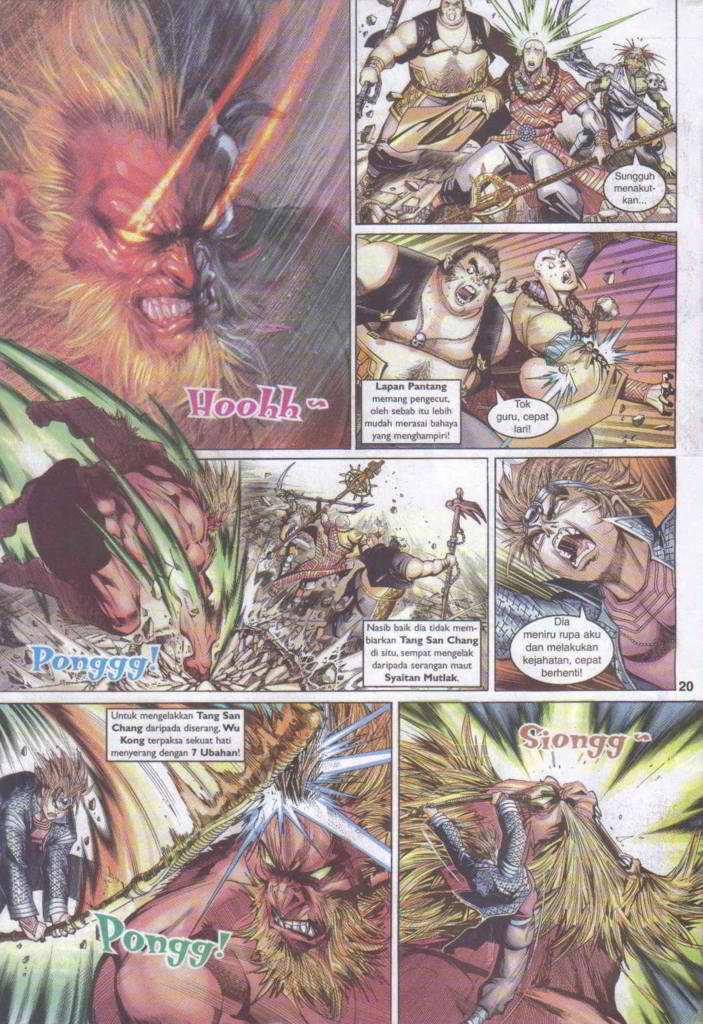 Hoohh~
Sungguh
menakut-
kan...
Lapan Pantang
memang pengecut,
oleh sebab itu lebih
mudah merasai bahaya
yang menghampiri!
Tok
guru, cepat
lari!
Ponggg!
Nasib baik dia tidak mem-
biarkan Tang San Chang
di situ, sempat mengelak
daripada serangan maut
Syaitan Mutlak.
Dia
meniru rupa aku
dan melakukan
kejahatan, cepat
berhenti!
20
Untuk mengelakkan Tang San
Chang daripada diserang, Wu
Kong terpaksa sekuat hati
menyerang dengan 7 Ubahan!
Pongg!
Siongg~